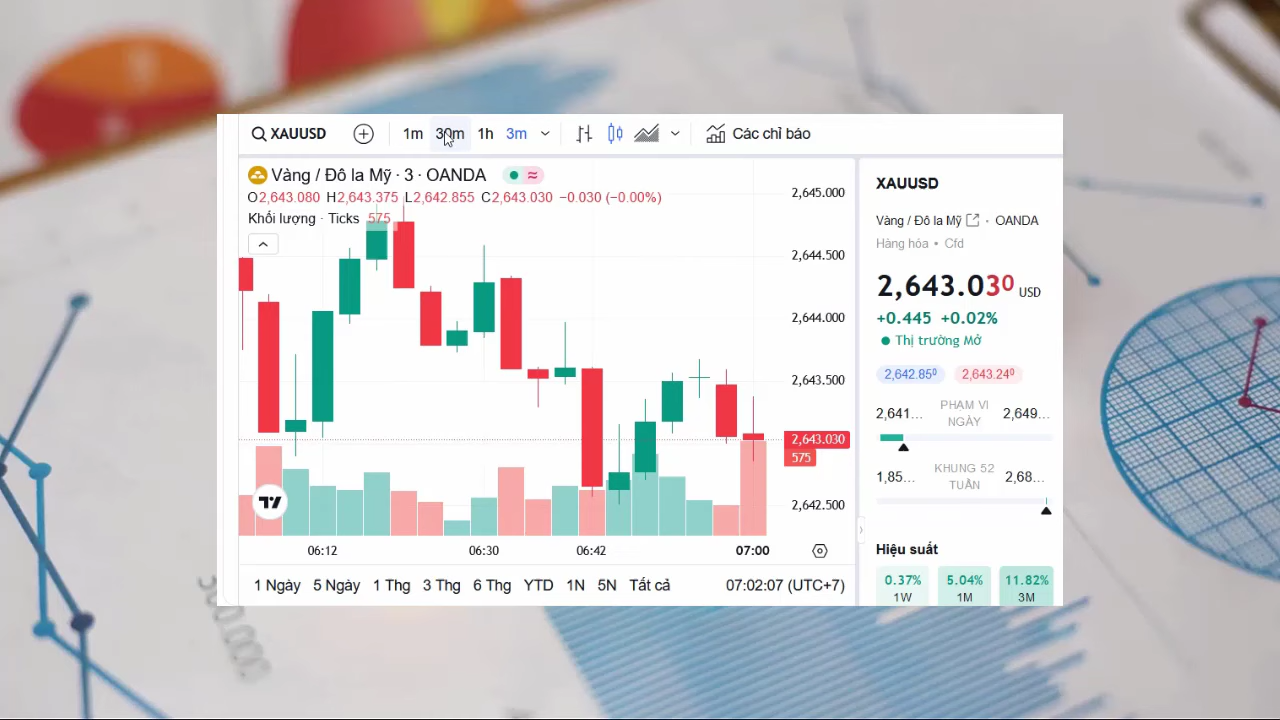 XAUUSD 1m 30m 1h 3m Các chỉ báo
Vàng / Đô la Mỹ · 3 · OANDA
O2,643.080 H2,643.375 L2,642.855 C2,643.030 −0.030 (−0.00%)
Khối lượng · Ticks 575
2,645.000
2,644.500
2,644.000
2,643.500
2,643.030
575
2,642.500
06:12 06:30 06:42 07:00
1 Ngày 5 Ngày 1 Thg 3 Thg 6 Thg YTD 1N 5N Tất cả 07:02:07 (UTC+7)
XAUUSD
Vàng / Đô la Mỹ · OANDA
Hàng hóa • Cfd
2,643.030 USD
+0.445 +0.02%
Thị trường Mở
2,642.850 2,643.240
2,641... PHẠM VI NGÀY 2,649...
1,85... KHUNG 52 TUẦN 2,68...
Hiệu suất
0.37% 5.04% 11.82%
1W 1M 3M